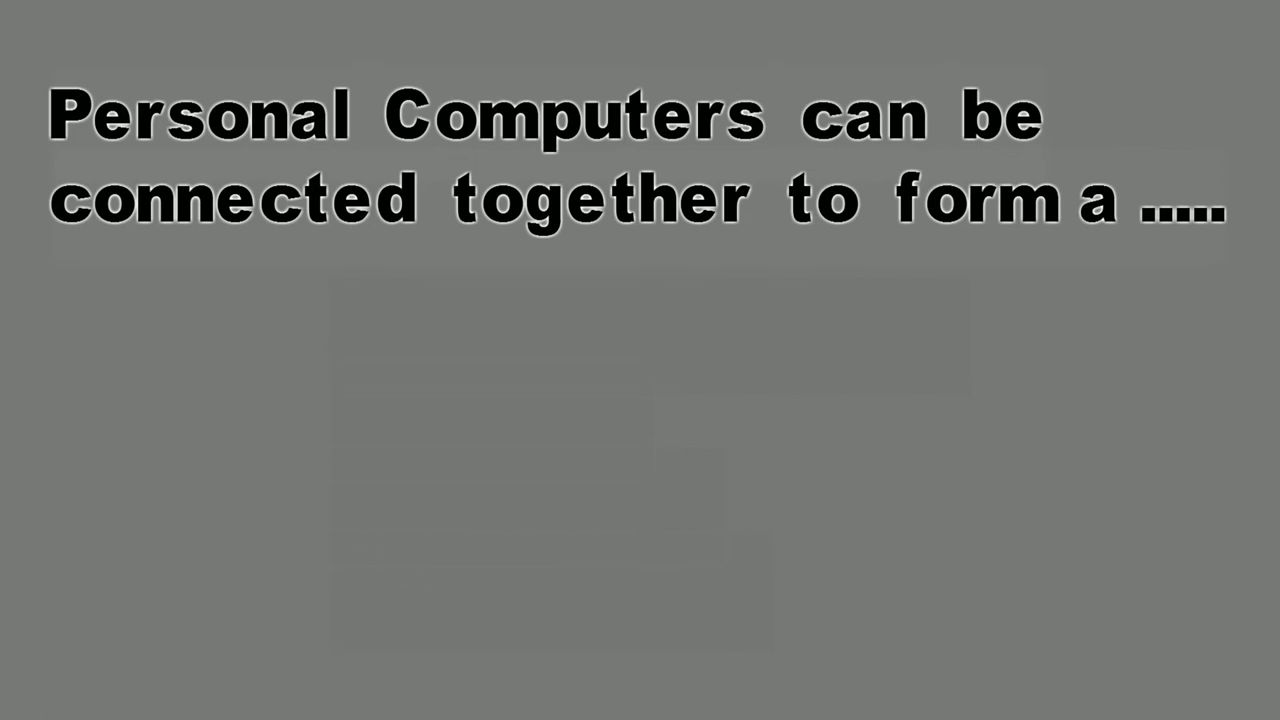 Personal Computers can be
connected together to form a .....